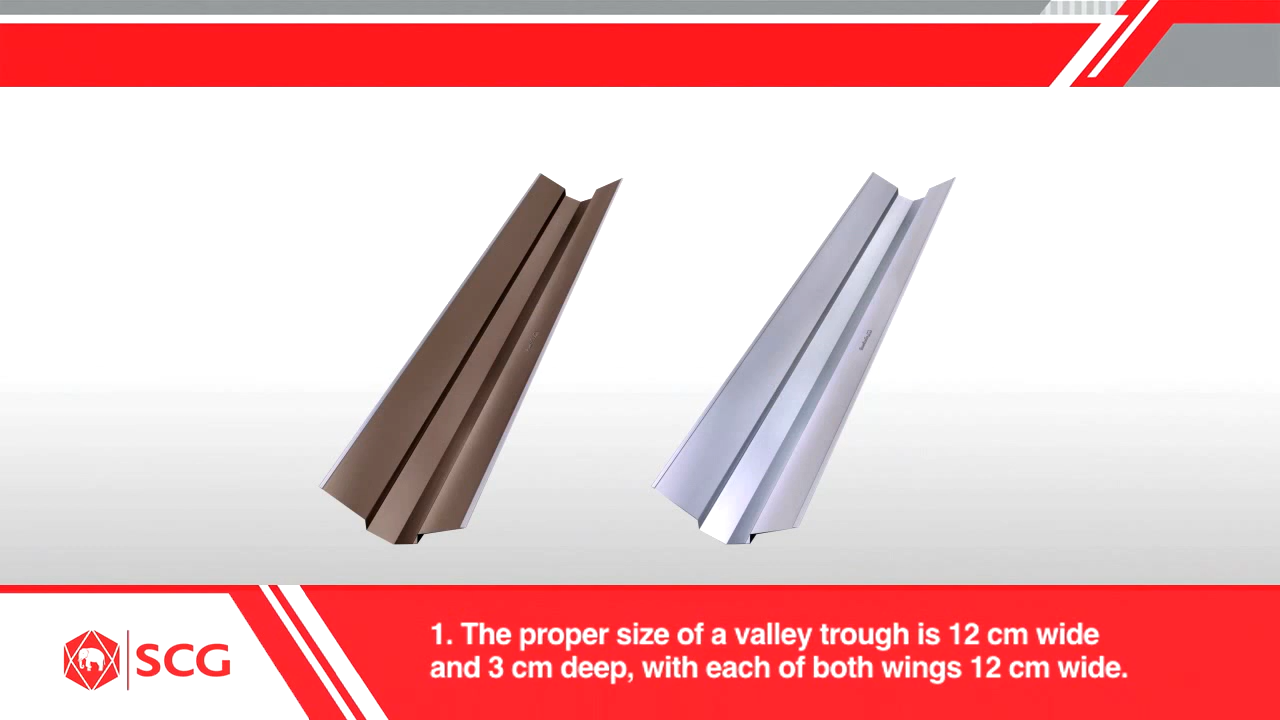 SCG
1. The proper size of a valley trough is 12 cm wide
and 3 cm deep, with each of both wings 12 cm wide.